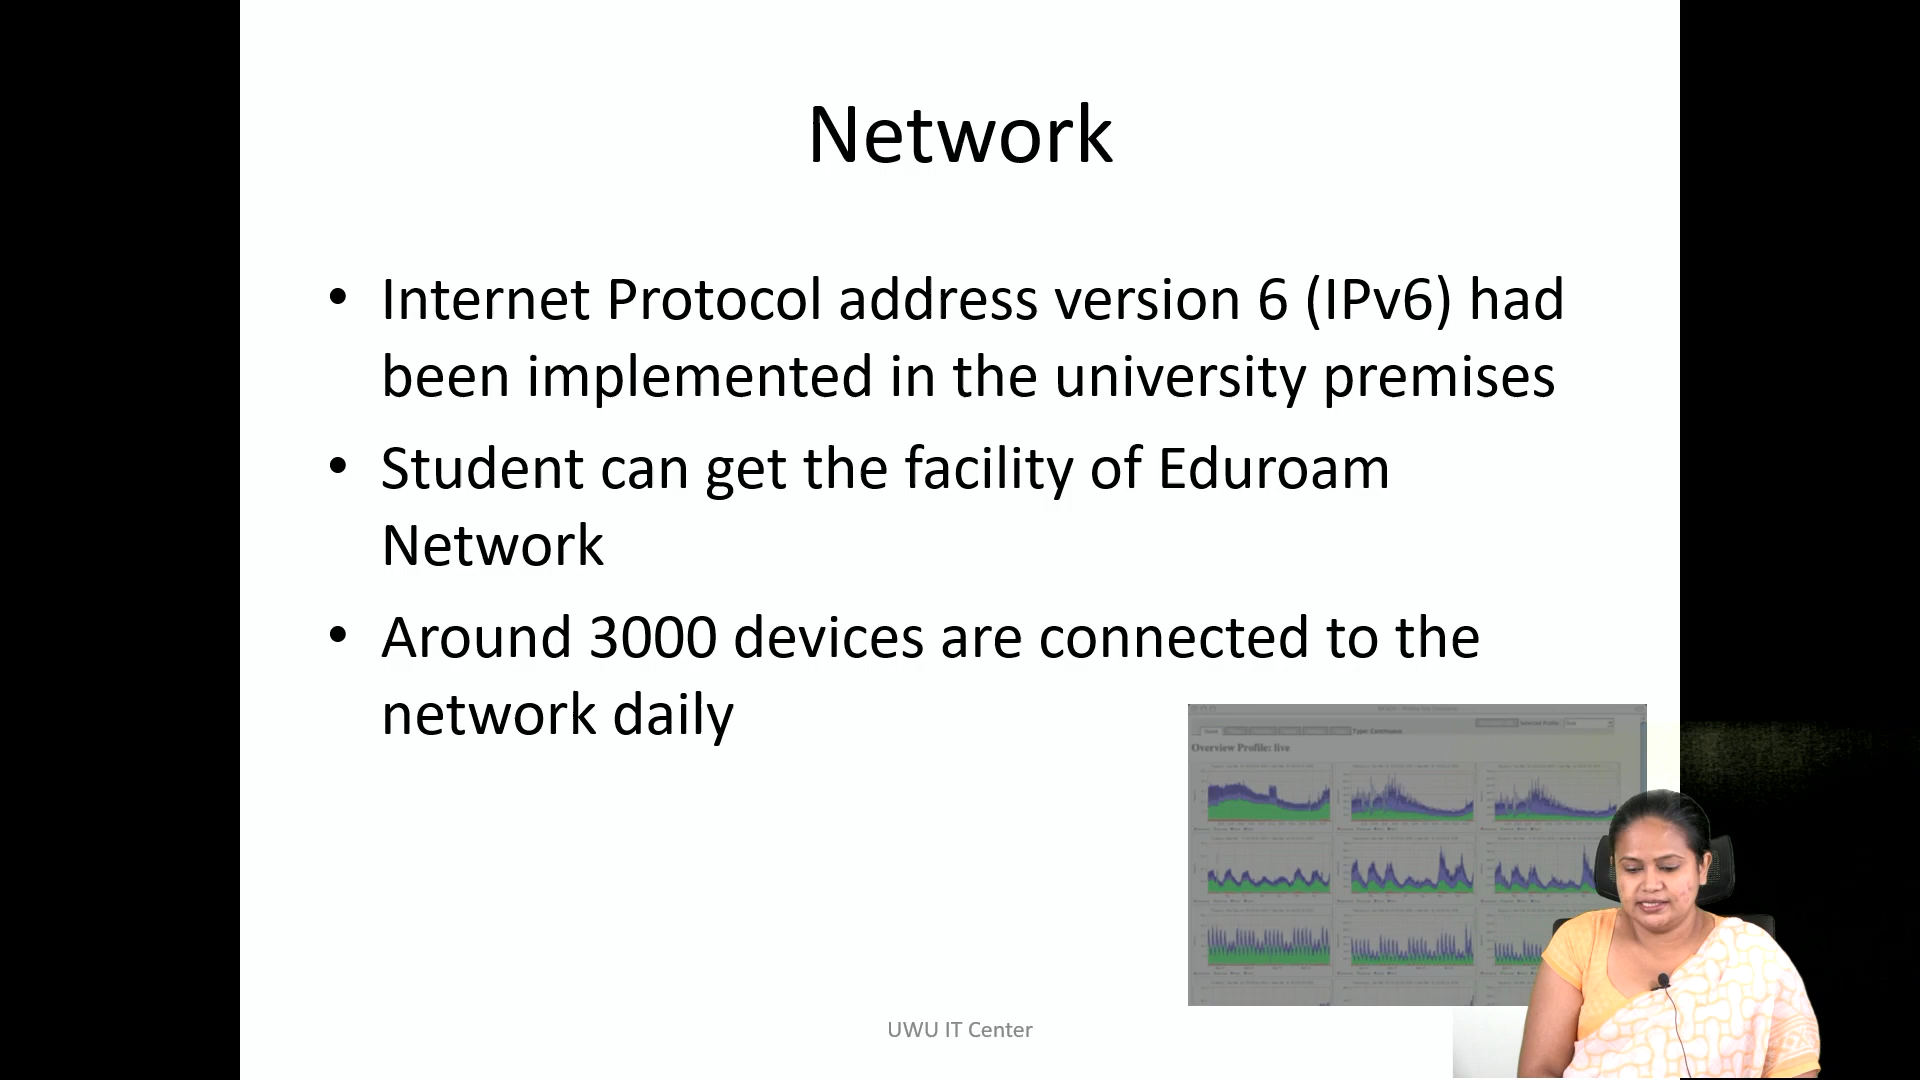 Network
• Internet Protocol address version 6 (IPv6) had
been implemented in the university premises
• Student can get the facility of Eduroam
Network
• Around 3000 devices are connected to the
network daily
Overview Profile: live
UWU IT Center